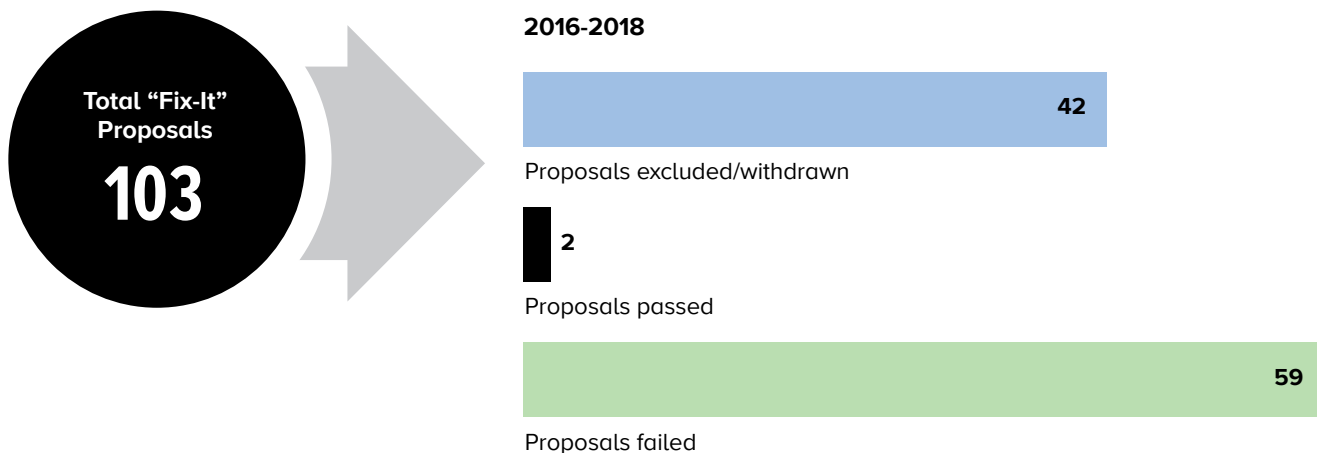 Total “Fix-It”
Proposals
103
2016-2018
42
Proposals excluded/withdrawn
2
Proposals passed
59
Proposals failed